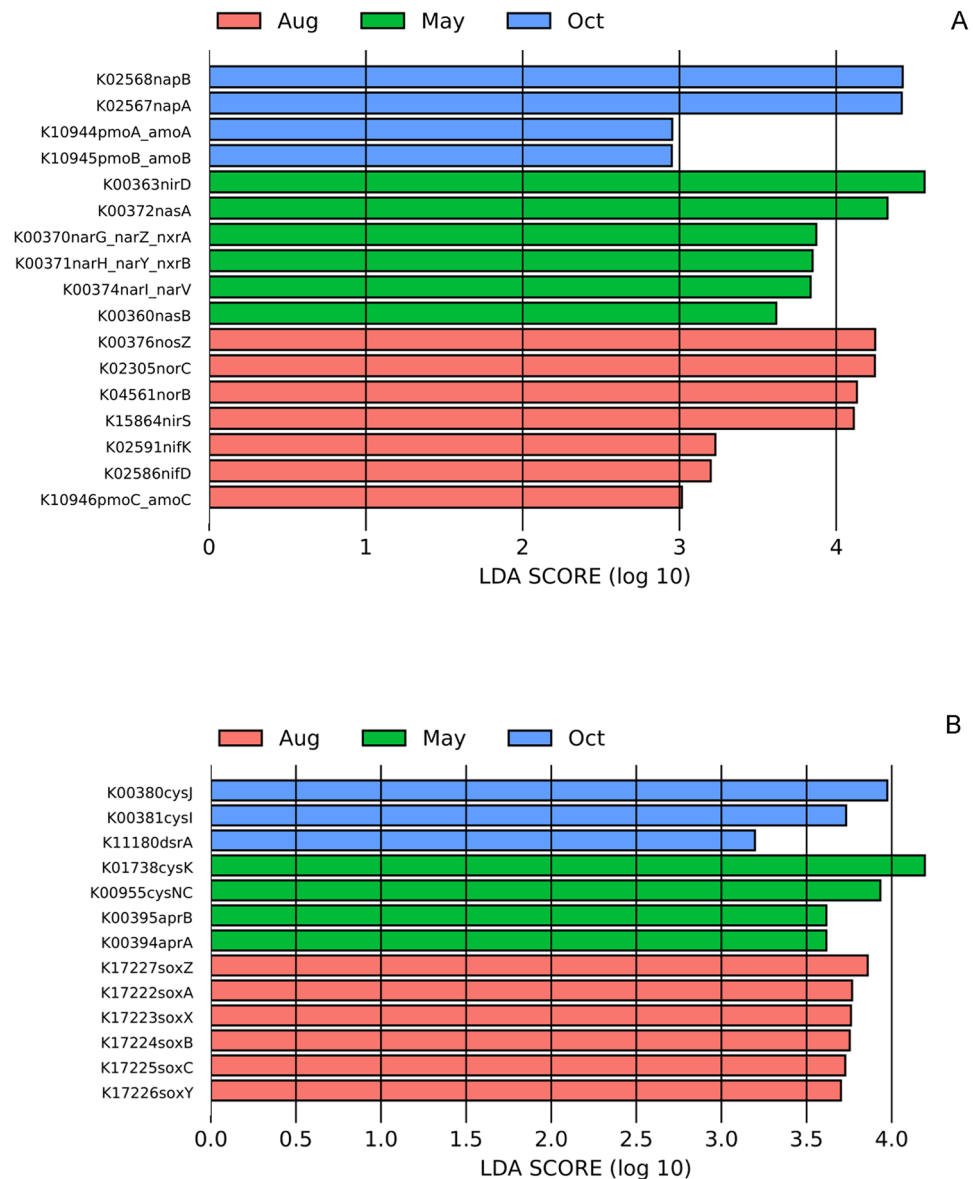 Aug May Oct
A
K02568napB
K02567napA
K10944pmoA_amoA
K10945pmoB_amoB
K00363nirD
K00372nasA
K00370narG_narZ_nxrA
K00371narH_narY_nxrB
K00374narI_narV
K00360nasB
K00376nosZ
K02305norC
K04561norB
K15864nirS
K02591nifK
K02586nifD
K10946pmoC_amoC
0 1 2 3 4
LDA SCORE (log 10)
B
Aug May Oct
K00380cysJ
K00381cysI
K11180dsrA
K01738cysK
K00955cysNC
K00395aprB
K00394aprA
K17227soxZ
K17222soxA
K17223soxX
K17224soxB
K17225soxC
K17226soxY
0.0 0.5 1.0 1.5 2.0 2.5 3.0 3.5 4.0
LDA SCORE (log 10)